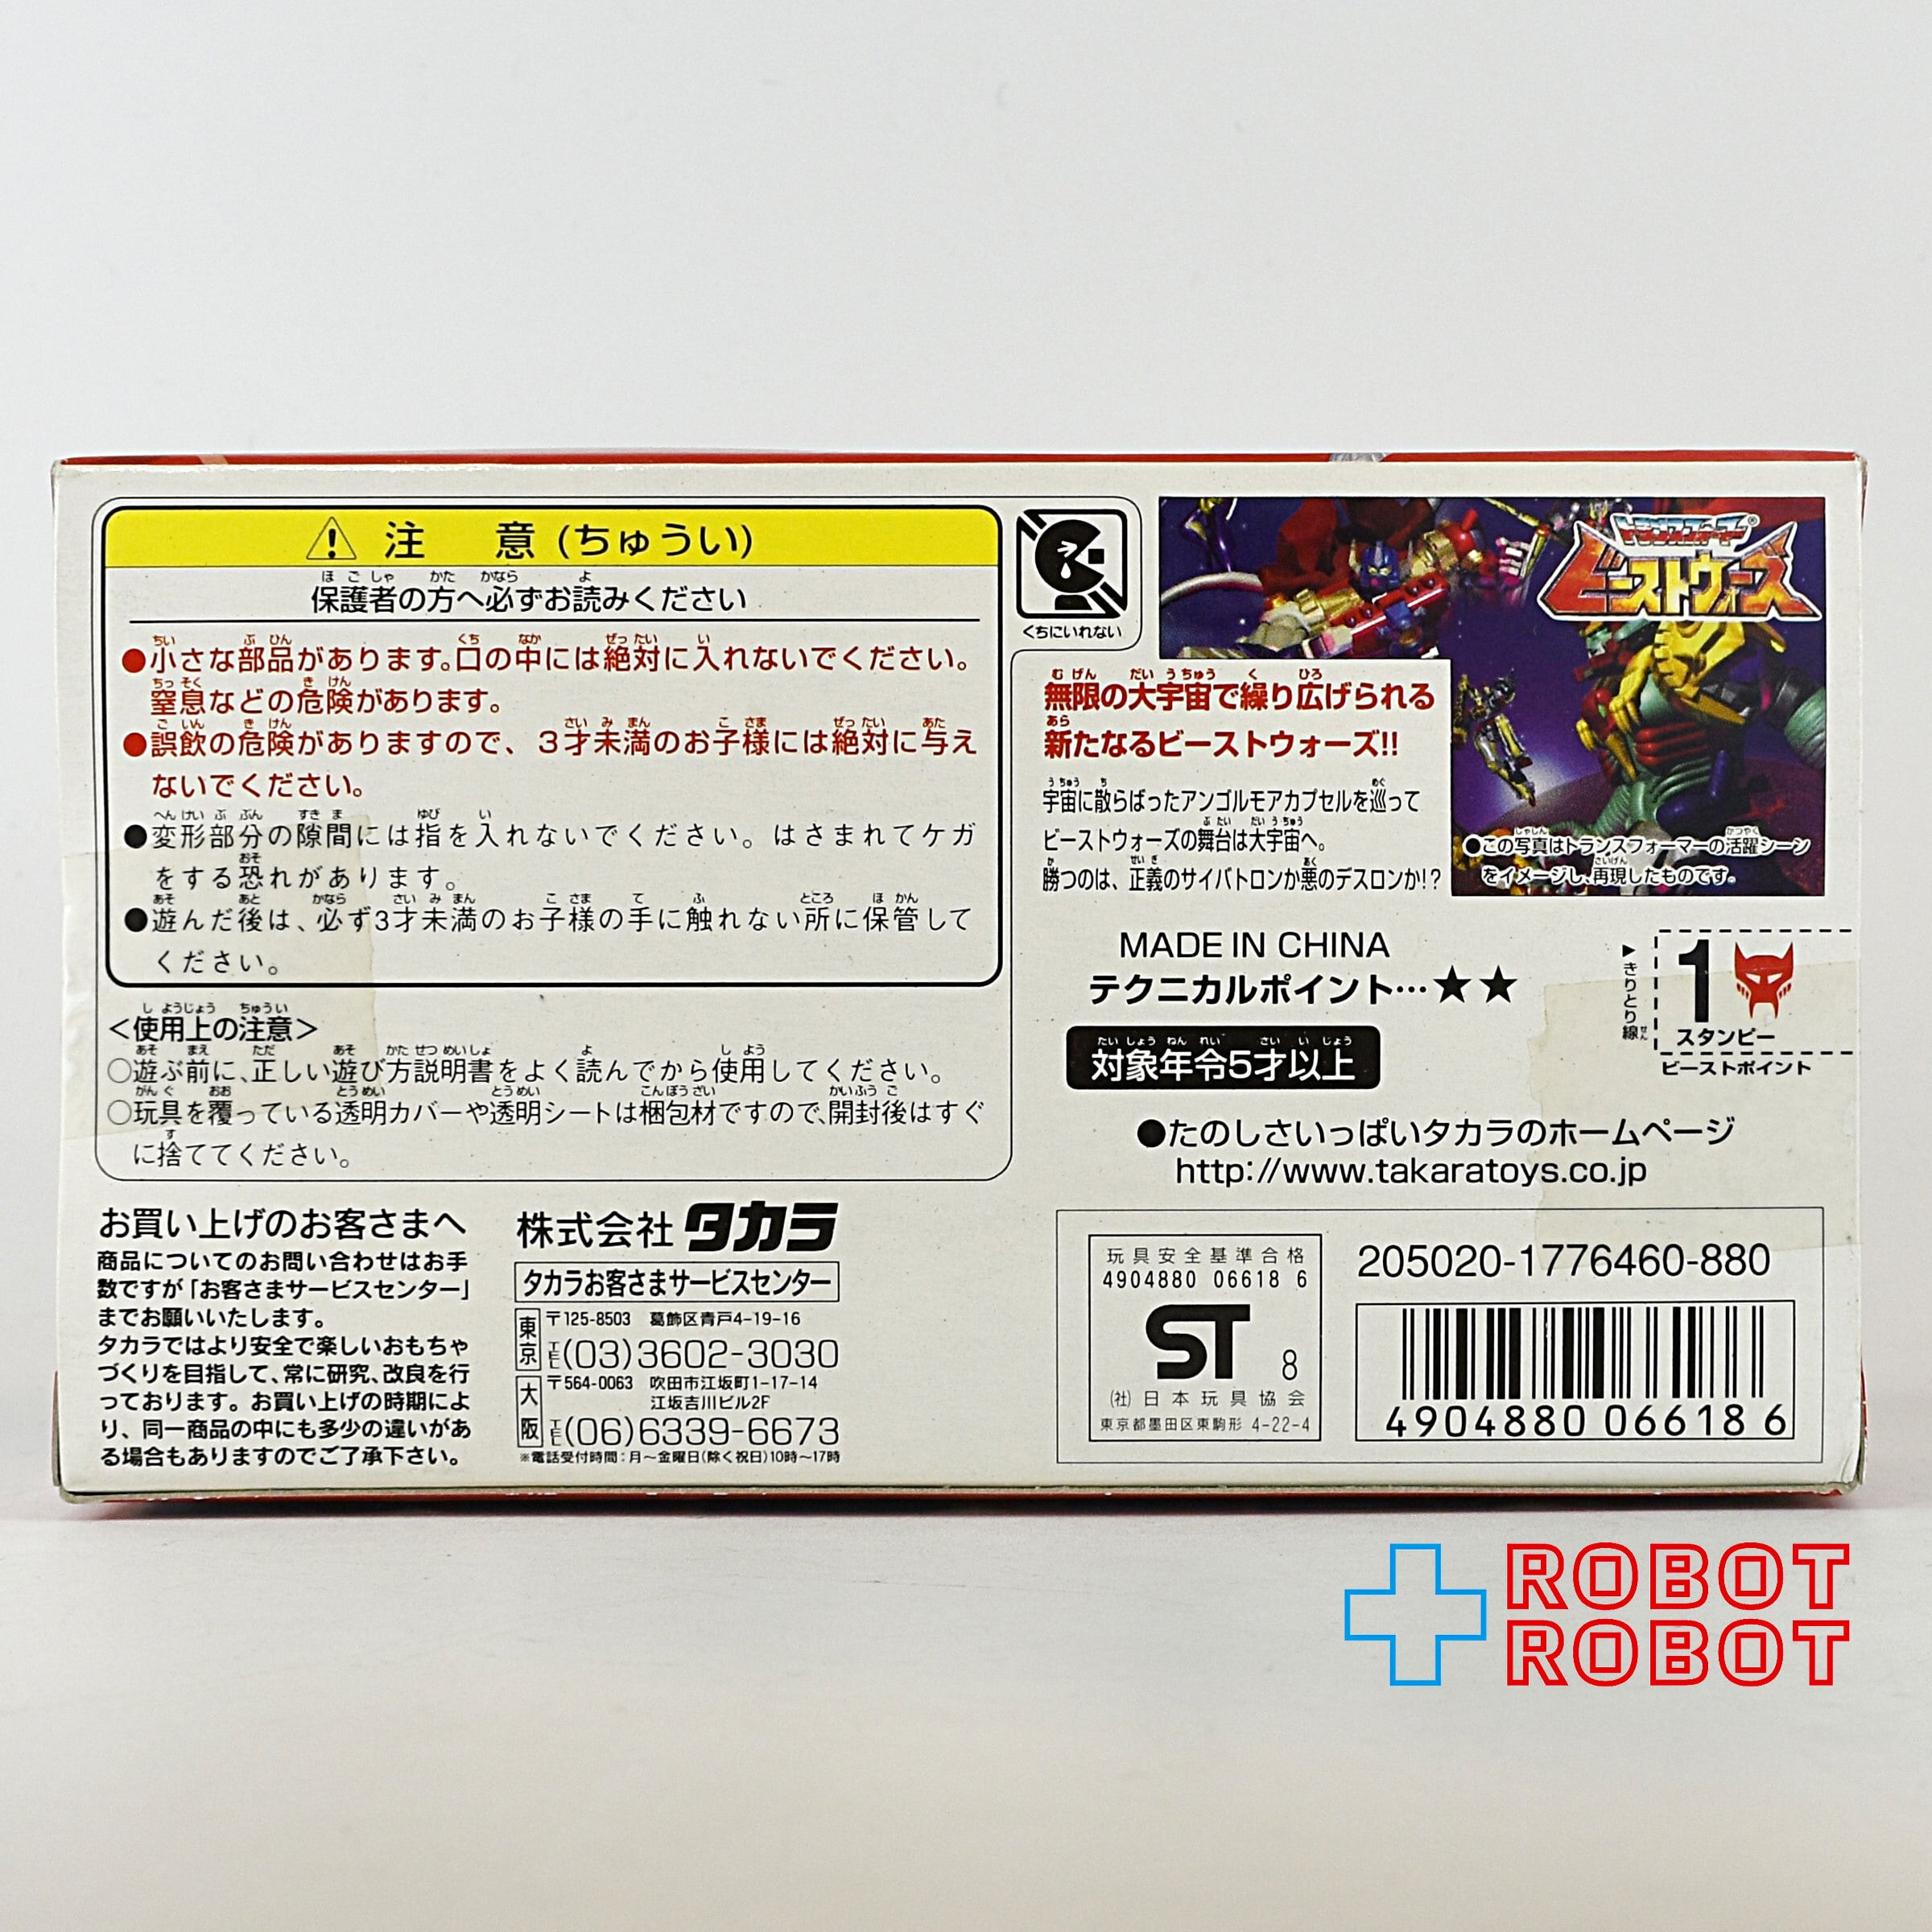 注 意 (ちゅうい)
保護者の方へ必ずお読みください
●小さな部品があります。口の中には絶対に入れないでください。
窒息などの危険があります。
●誤飲の危険がありますので、3才未満のお子様には絶対に与え
ないでください。
●変形部分の隙間には指を入れないでください。はさまれてケガ
をする恐れがあります。
●遊んだ後は、必ず3才未満のお子様の手に触れない所に保管して
ください。
<使用上の注意>
○遊ぶ前に、正しい遊び方説明書をよく読んでから使用してください。
○玩具を覆っている透明カバーや透明シートは梱包材ですので、開封後はすぐ
に捨ててください。
くちにいれない
お買い上げのお客さまへ
商品についてのお問い合わせはお手
数ですが「お客さまサービスセンター」
までお願いいたします。
タカラではより安全で楽しいおもちゃ
づくりを目指して、常に研究、改良を行
っております。お買い上げの時期によ
り、同一商品の中にも多少の違いがあ
る場合もありますのでご了承下さい。
株式会社 タカラ
タカラお客さまサービスセンター
東京 〒125-8503 葛飾区青戸4-19-16
TEL(03)3602-3030
大阪 〒564-0063 吹田市江坂町1-17-14
江坂吉川ビル2F
TEL(06)6339-6673
※電話受付時間:月~金曜日(除く祝日)10時~17時
トランスフォーマー®
ビーストウォーズ
無限の大宇宙で繰り広げられる
新たなるビーストウォーズ!!
宇宙に散らばったアンゴルモアカプセルを巡って
ビーストウォーズの舞台は大宇宙へ。
勝つのは、正義のサイバトロンか悪のデスロンか!?
●この写真はトランスフォーマーの活躍シーン
をイメージし、再現したものです。
MADE IN CHINA
テクニカルポイント…★★
対象年令5才以上
▶きりとり線
1
スタンピー
ビーストポイント
●たのしさいっぱいタカラのホームページ
http://www.takaratoys.co.jp
玩具安全基準合格
4904880 06618 6
ST 8
(社)日本玩具協会
東京都墨田区東駒形 4-22-4
205020-1776460-880
4904880 066186
ROBOT
ROBOT